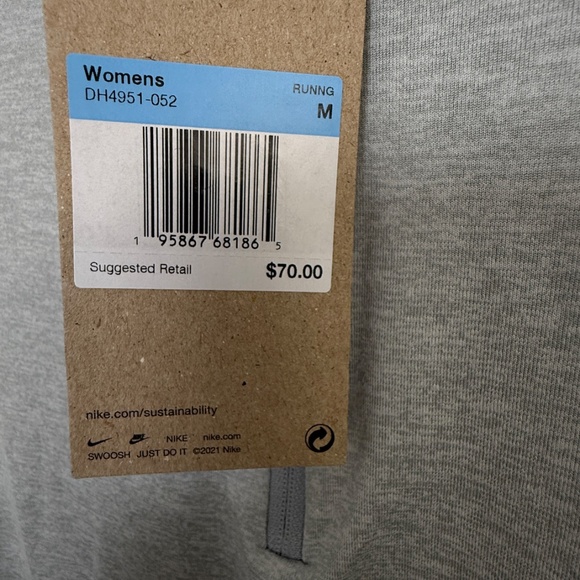 Womens
RUNNG
DH4951-052
M
1 95867 68186 5
Suggested Retail $70.00
nike.com/sustainability
NIKE nike.com
SWOOSH JUST DO IT ©2021 Nike